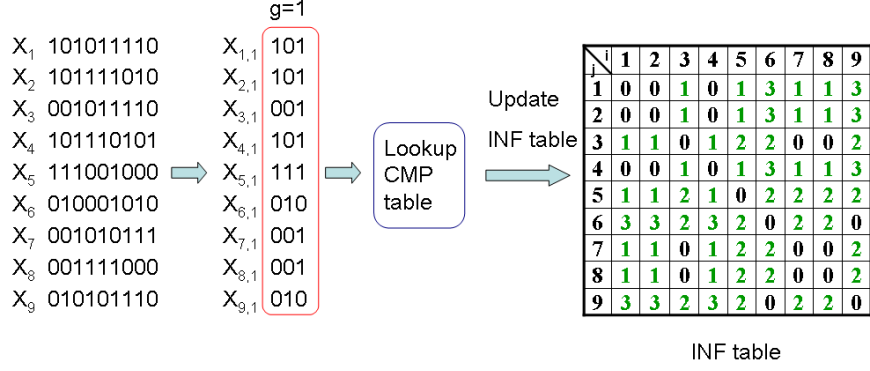 g=1
X1 101011110 X1,1 101
X2 101111010 X2,1 101
X3 001011110 X3,1 001
X4 101110101 X4,1 101
X5 111001000 X5,1 111
X6 010001010 X6,1 010
X7 001010111 X7,1 001
X8 001111000 X8,1 001
X9 010101110 X9,1 010
Lookup
CMP
table
Update
INF table
j i 1 2 3 4 5 6 7 8 9
1 0 0 1 0 1 3 1 1 3
2 0 0 1 0 1 3 1 1 3
3 1 1 0 1 2 2 0 0 2
4 0 0 1 0 1 3 1 1 3
5 1 1 2 1 0 2 2 2 2
6 3 3 2 3 2 0 2 2 0
7 1 1 0 1 2 2 0 0 2
8 1 1 0 1 2 2 0 0 2
9 3 3 2 3 2 0 2 2 0
INF table